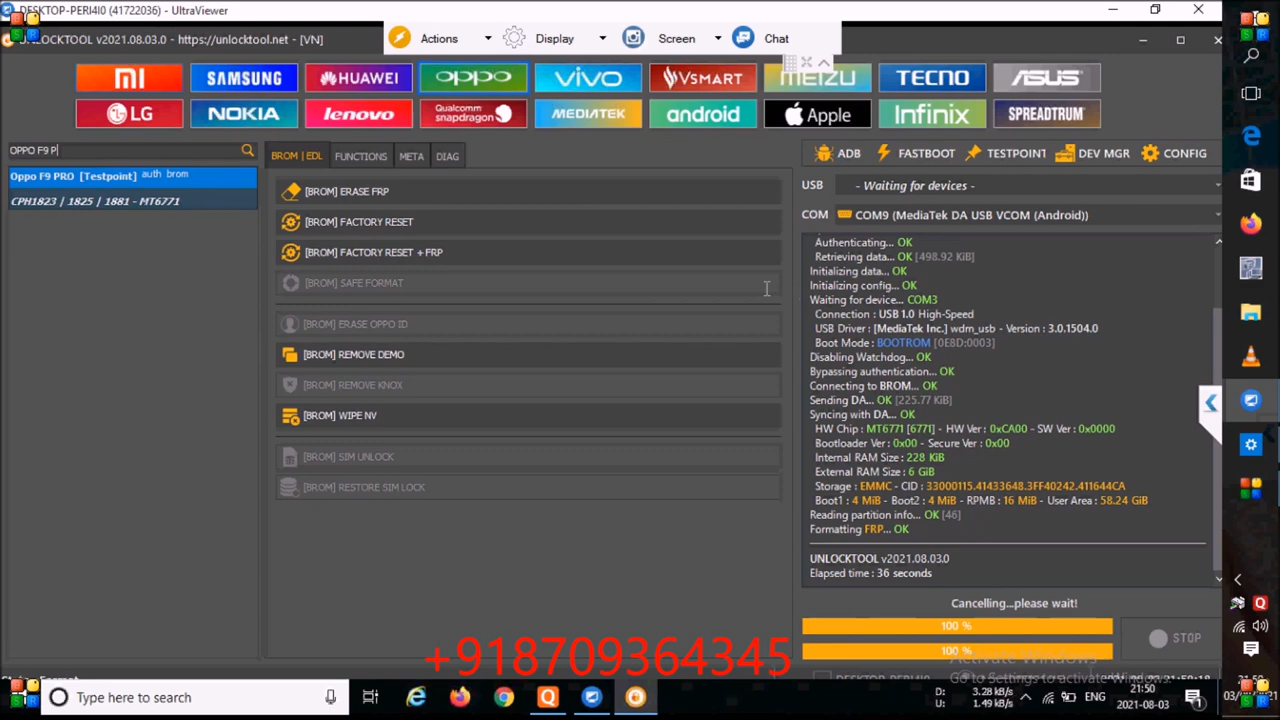 DESKTOP-PERI4I0 (41722036) - UltraViewer
UNLOCKTOOL v2021.08.03.0 - https://unlocktool.net - [VN]
Actions Display Screen Chat
SAMSUNG HUAWEI oppo vivo VSMART MEIZU TECNO ASUS
LG NOKIA lenovo Qualcomm snapdragon MEDIATEK android Apple Infinix SPREADTRUM
OPPO F9 P
Oppo F9 PRO [Testpoint] auth brom
CPH1823 / 1825 / 1881 - MT6771
BROM | EDL FUNCTIONS META DIAG
[BROM] ERASE FRP
[BROM] FACTORY RESET
[BROM] FACTORY RESET + FRP
[BROM] SAFE FORMAT
[BROM] ERASE OPPO ID
[BROM] REMOVE DEMO
[BROM] REMOVE KNOX
[BROM] WIPE NV
[BROM] SIM UNLOCK
[BROM] RESTORE SIM LOCK
ADB FASTBOOT TESTPOINT DEV MGR CONFIG
USB - Waiting for devices -
COM COM9 (MediaTek DA USB VCOM (Android))
Authenticating... OK
Retrieving data... OK [498.92 KiB]
Initializing data... OK
Initializing config... OK
Waiting for device... COM3
Connection : USB 1.0 High-Speed
USB Driver : [MediaTek Inc.] wdm_usb - Version : 3.0.1504.0
Boot Mode : BOOTROM [0E8D:0003]
Disabling Watchdog... OK
Bypassing authentication... OK
Connecting to BROM... OK
Sending DA... OK [225.77 KiB]
Syncing with DA... OK
HW Chip : MT6771 [6771] - HW Ver : 0xCA00 - SW Ver : 0x0000
Bootloader Ver : 0x00 - Secure Ver : 0x00
Internal RAM Size : 228 KiB
External RAM Size : 6 GiB
Storage : EMMC - CID : 33000115.41433648.3FF40242.411644CA
Boot1 : 4 MiB - Boot2 : 4 MiB - RPMB : 16 MiB - User Area : 58.24 GiB
Reading partition info... OK [46]
Formatting FRP... OK
UNLOCKTOOL v2021.08.03.0
Elapsed time : 36 seconds
Cancelling...please wait!
100 %
100 %
STOP
+918709364345
Activate Windows
Go to Settings to activate Windows.
Type here to search
D: 3.28 kB/s
U: 1.49 kB/s
ENG
21:50
2021-08-03